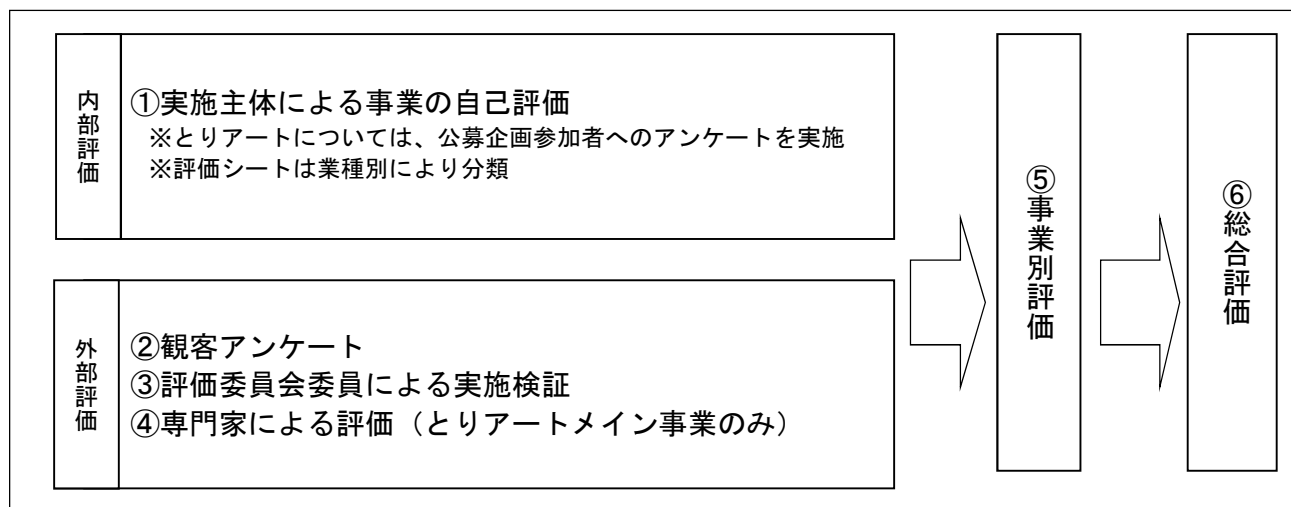 内部評価
①実施主体による事業の自己評価
※とりアートについては、公募企画参加者へのアンケートを実施
※評価シートは業種別により分類
外部評価
②観客アンケート
③評価委員会委員による実施検証
④専門家による評価（とりアートメイン事業のみ）
⑤事業別評価
⑥総合評価